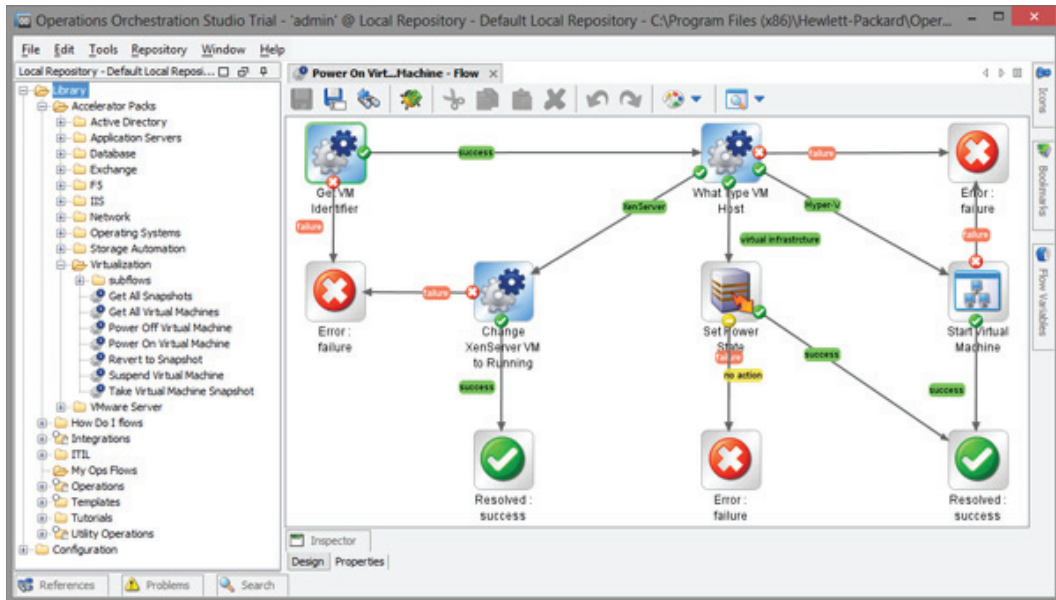 Operations Orchestration Studio Trial - 'admin' @ Local Repository - Default Local Repository - C:\Program Files (x86)\Hewlett-Packard\Oper...
File Edit Tools Repository Window Help
Local Repository - Default Local Reposi...
Library
Accelerator Packs
Active Directory
Application Servers
Database
Exchange
F5
IIS
Network
Operating Systems
Storage Automation
Virtualization
subflows
Get All Snapshots
Get All Virtual Machines
Power Off Virtual Machine
Power On Virtual Machine
Revert to Snapshot
Suspend Virtual Machine
Take Virtual Machine Snapshot
VMware Server
How Do I flows
Integrations
ITIL
My Ops Flows
Operations
Templates
Tutorials
Utility Operations
Configuration
References Problems Search
Power On Virt...Machine - Flow
Get VM
Identifier
success
What Type VM
Host
failure
Error :
failure
failure
XenServer
virtual infrastrcture
Hyper-V
failure
Error :
failure
failure
Change
XenServer VM
to Running
Set Power
State
failure
no action
success
Start Virtual
Machine
success
success
Resolved :
success
Error :
failure
Resolved :
success
Inspector
Design Properties
Icons
Bookmarks
Flow Variables